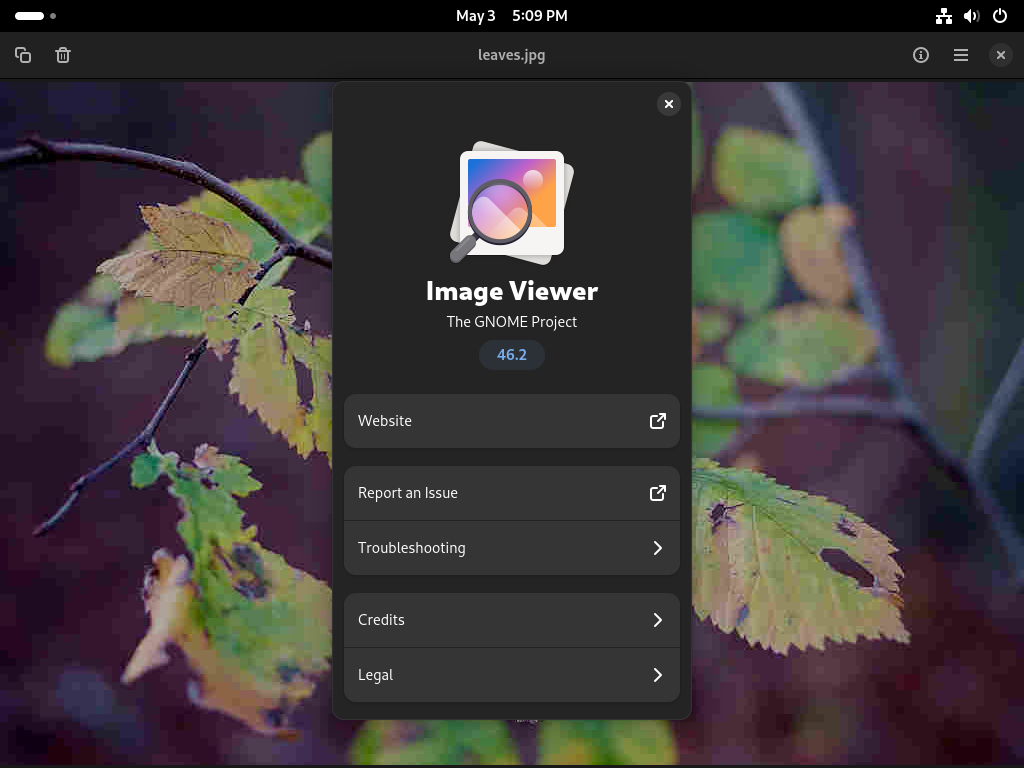 May 3 5:09 PM
leaves.jpg
Image Viewer
The GNOME Project
46.2
Website
Report an Issue
Troubleshooting
Credits
Legal